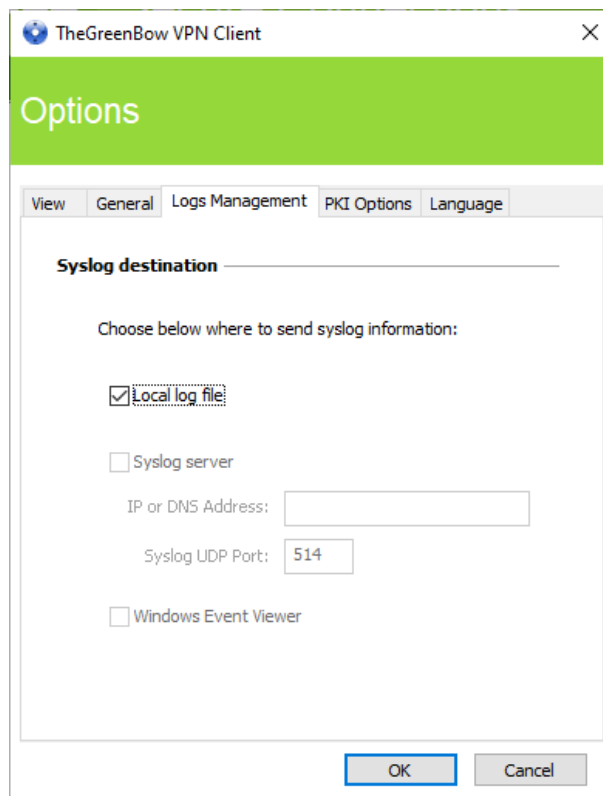 TheGreenBow VPN Client
Options
View General Logs Management PKI Options Language
Syslog destination
Choose below where to send syslog information:
Local log file
Syslog server
IP or DNS Address:
Syslog UDP Port: 514
Windows Event Viewer
OK Cancel